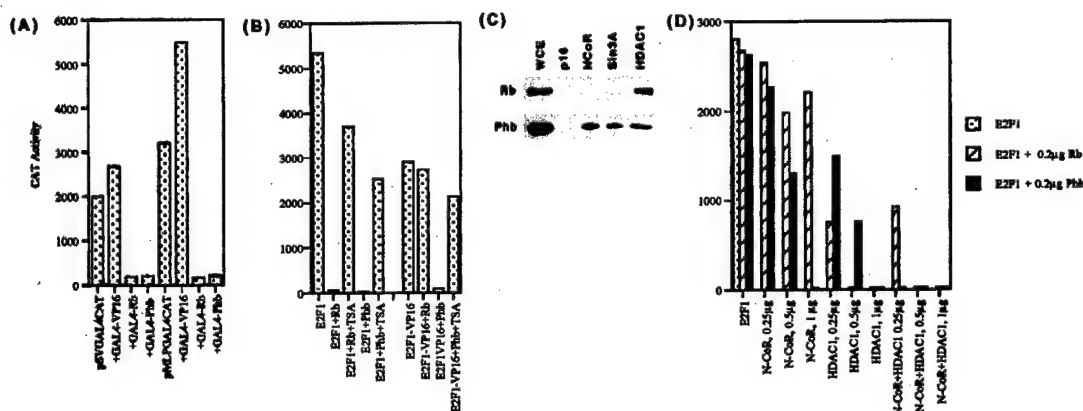 (A)
CAT Activity
6000
5000
4000
3000
2000
1000
0
pSVGAL4CAT
+GAL4-VP16
+GAL4-Rb
+GAL4-Phb
pMLPGAL4CAT
+GAL4-VP16
+GAL4-Rb
+GAL4-Phb
(B)
6000
5000
4000
3000
2000
1000
0
E2F1
E2F1+Rb
E2F1+Rb+TSA
E2F1+Phb
E2F1+Phb+TSA
E2F1-VP16
E2F1-VP16+Rb
E2F1VP16+Phb
E2F1-VP16+Phb+TSA
(C)
WCE
p16
NCoR
Sin3A
HDAC1
Rb
Phb
(D)
3000
2000
1000
0
E2F1
N-CoR, 0.25µg
N-CoR, 0.5µg
N-CoR, 1µg
HDAC1, 0.25µg
HDAC1, 0.5µg
HDAC1, 1µg
N-CoR+HDAC1 0.25µg
N-CoR+HDAC1, 0.5µg
N-CoR+HDAC1, 1µg
E2F1
E2F1 + 0.2µg Rb
E2F1 + 0.2µg Phb